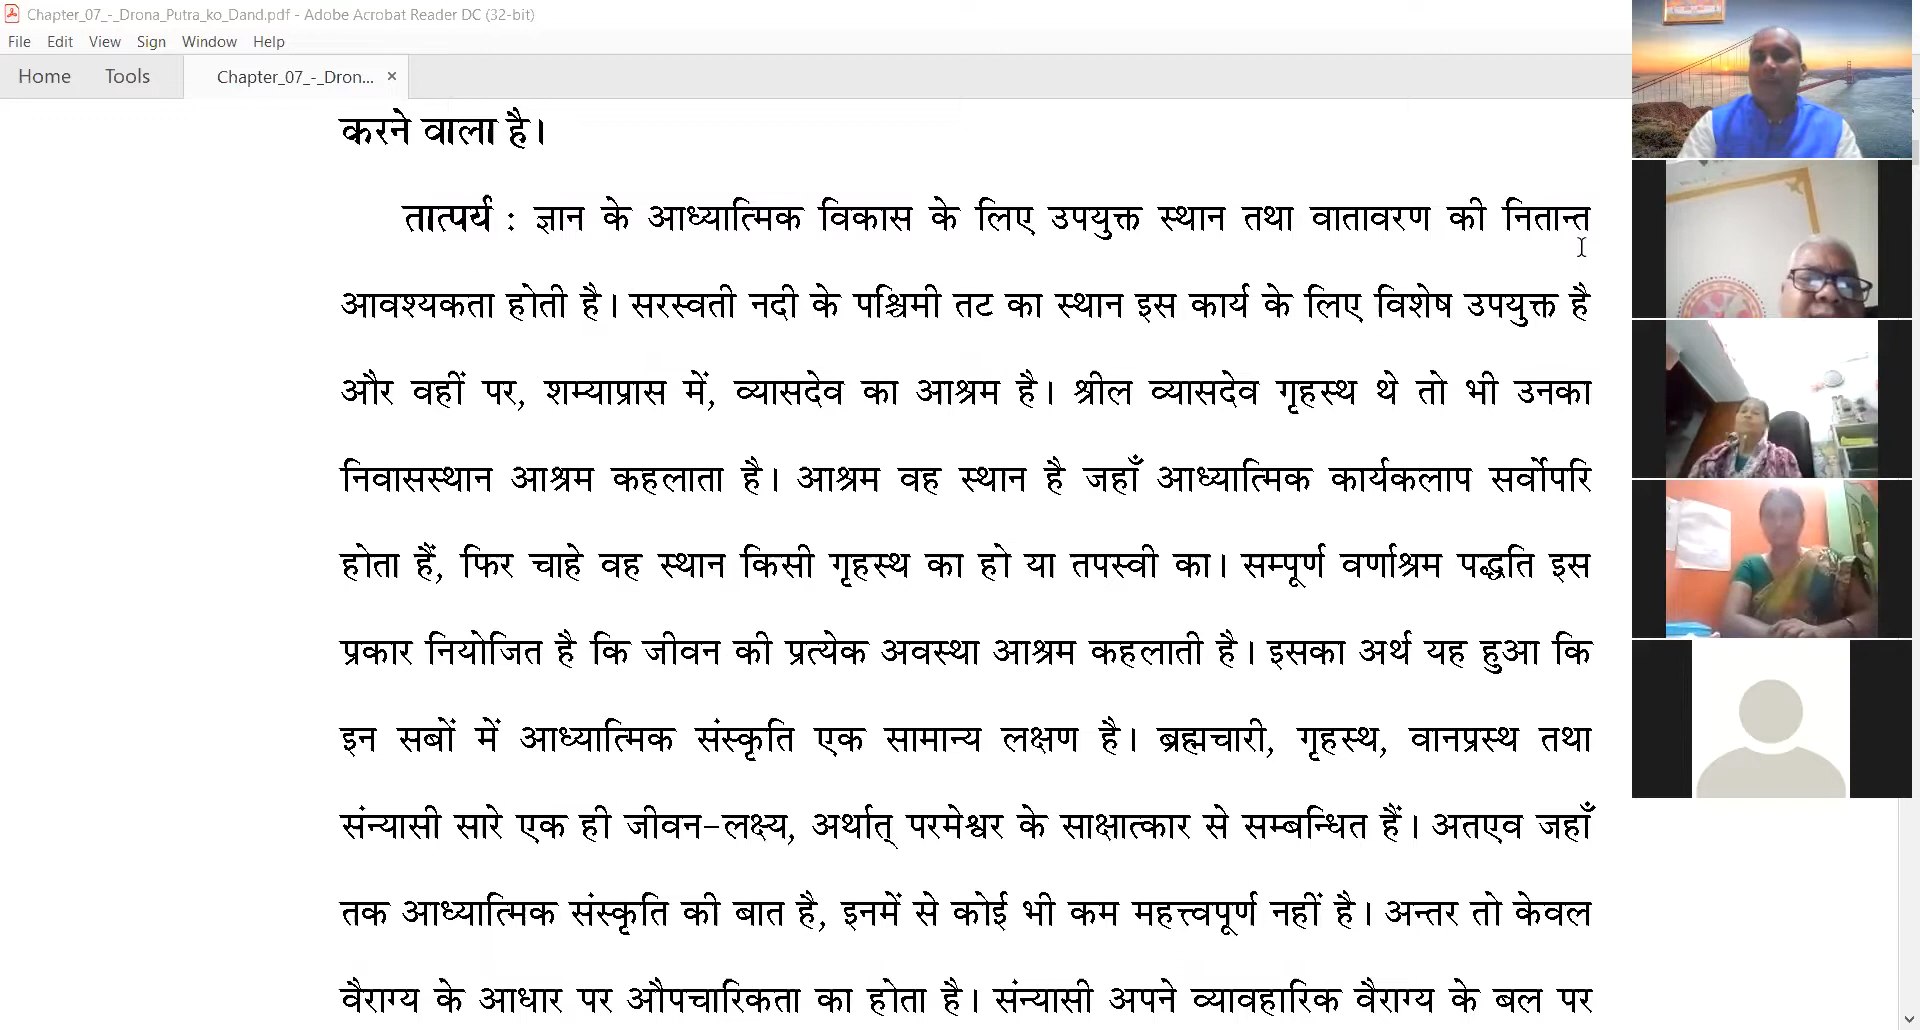 Chapter_07_-_Drona_Putra_ko_Dand.pdf - Adobe Acrobat Reader DC (32-bit)
File Edit View Sign Window Help
Home Tools Chapter_07_-_Dron... ×
करने वाला है।
तात्पर्य : ज्ञान के आध्यात्मिक विकास के लिए उपयुक्त स्थान तथा वातावरण की नितान्त
आवश्यकता होती है। सरस्वती नदी के पश्चिमी तट का स्थान इस कार्य के लिए विशेष उपयुक्त है
और वहीं पर, शम्याप्रास में, व्यासदेव का आश्रम है। श्रील व्यासदेव गृहस्थ थे तो भी उनका
निवासस्थान आश्रम कहलाता है। आश्रम वह स्थान है जहाँ आध्यात्मिक कार्यकलाप सर्वोपरि
होता हैं, फिर चाहे वह स्थान किसी गृहस्थ का हो या तपस्वी का। सम्पूर्ण वर्णाश्रम पद्धति इस
प्रकार नियोजित है कि जीवन की प्रत्येक अवस्था आश्रम कहलाती है। इसका अर्थ यह हुआ कि
इन सबों में आध्यात्मिक संस्कृति एक सामान्य लक्षण है। ब्रह्मचारी, गृहस्थ, वानप्रस्थ तथा
संन्यासी सारे एक ही जीवन-लक्ष्य, अर्थात् परमेश्वर के साक्षात्कार से सम्बन्धित हैं। अतएव जहाँ
तक आध्यात्मिक संस्कृति की बात है, इनमें से कोई भी कम महत्त्वपूर्ण नहीं है। अन्तर तो केवल
वैराग्य के आधार पर औपचारिकता का होता है। संन्यासी अपने व्यावहारिक वैराग्य के बल पर